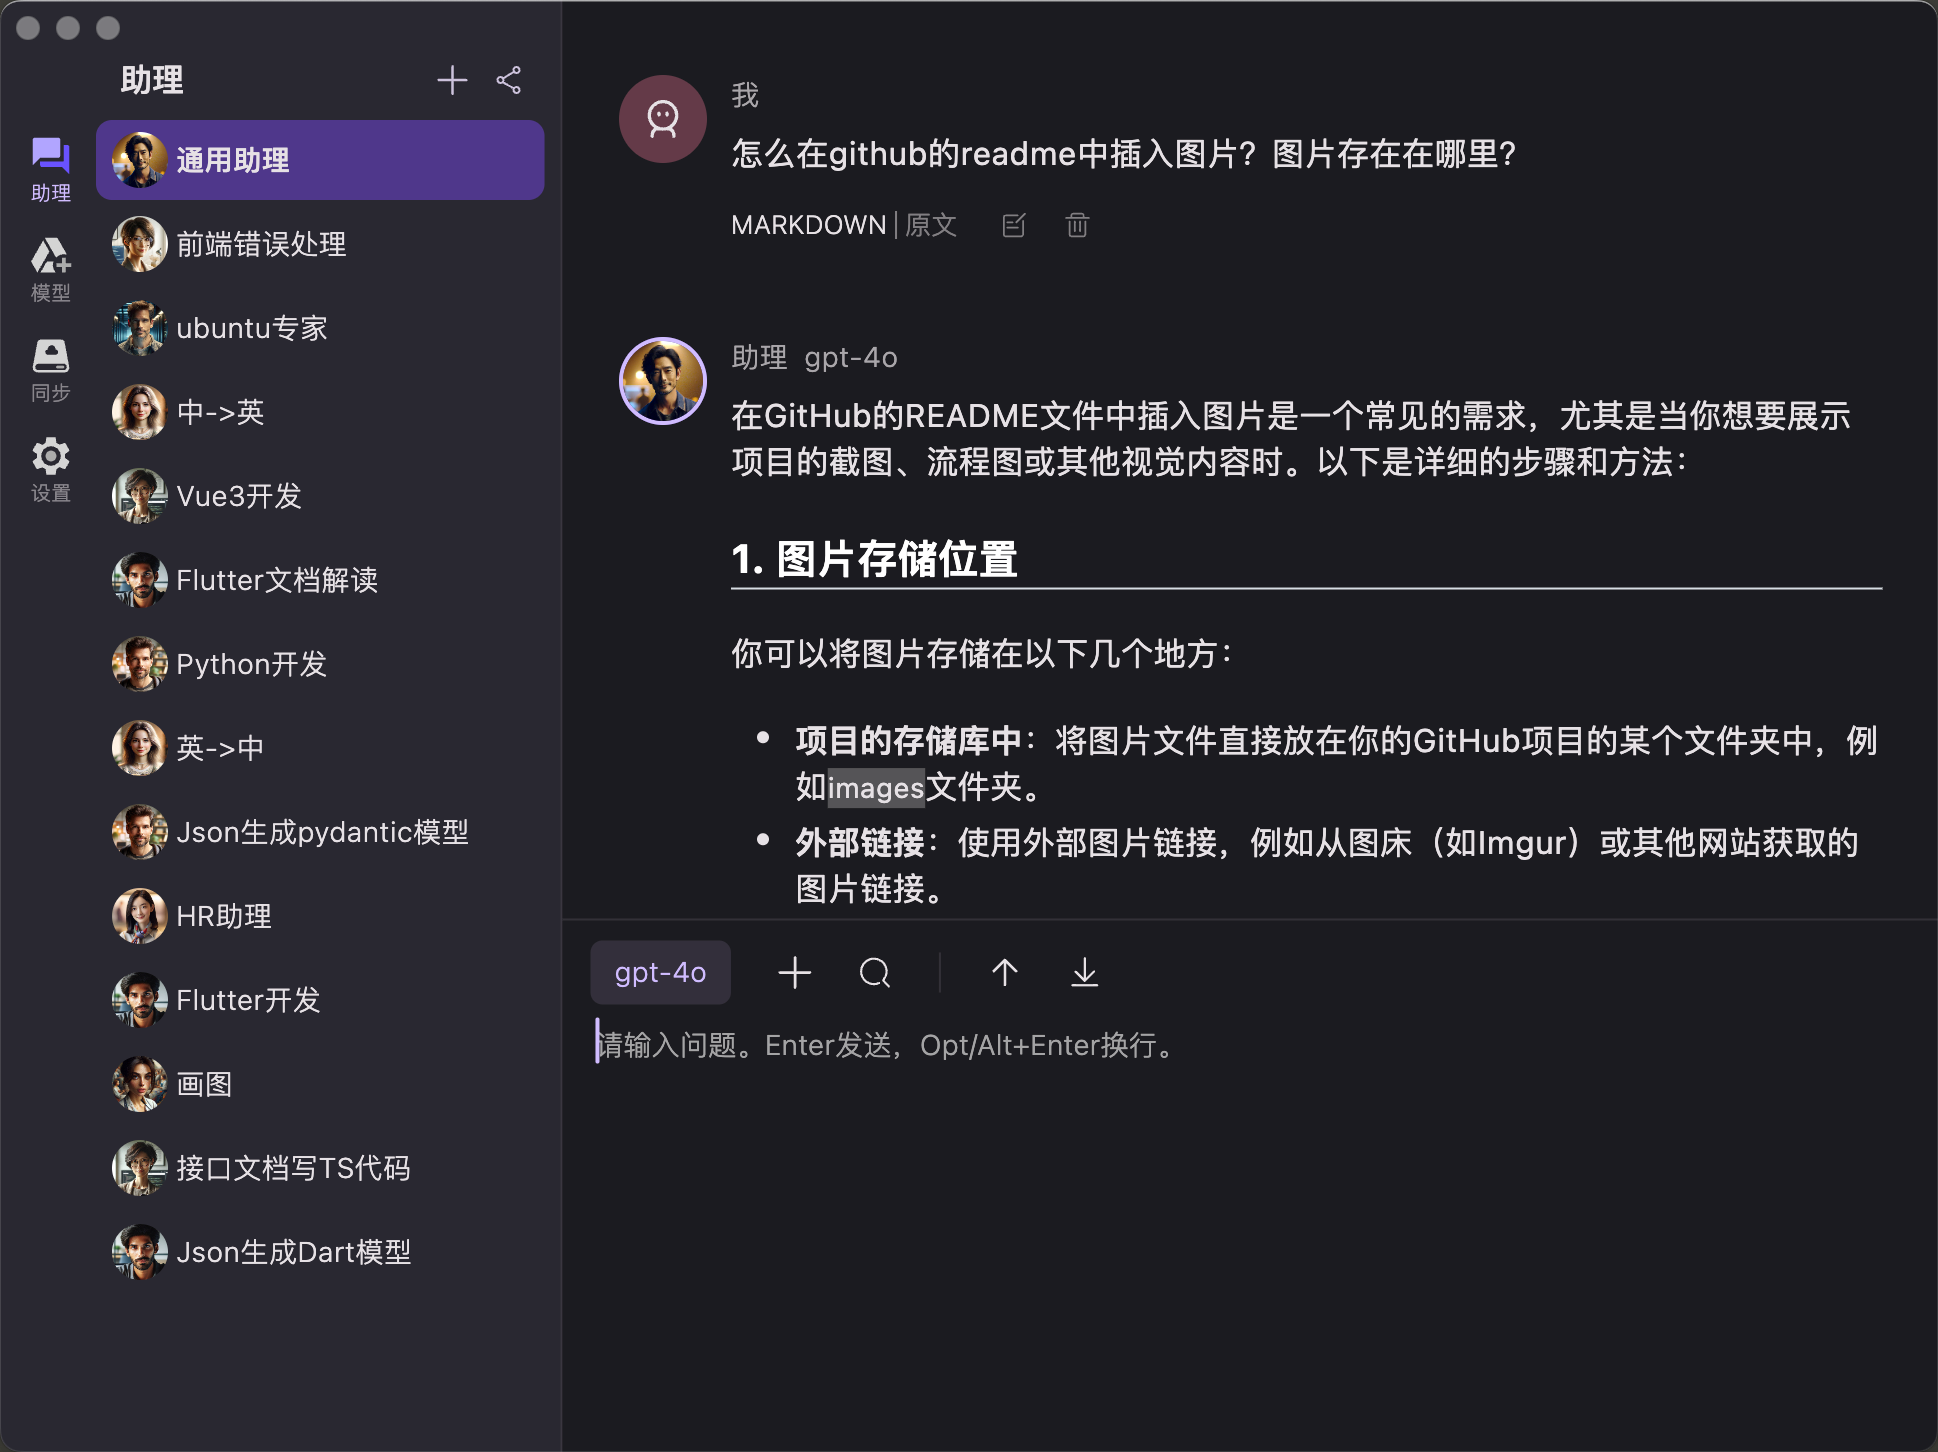 助理
助理
模型
同步
设置
通用助理
前端错误处理
ubuntu专家
中->英
Vue3开发
Flutter文档解读
Python开发
英->中
Json生成pydantic模型
HR助理
Flutter开发
画图
接口文档写TS代码
Json生成Dart模型
我
怎么在github的readme中插入图片？图片存在在哪里？
MARKDOWN | 原文
助理 gpt-4o
在GitHub的README文件中插入图片是一个常见的需求，尤其是当你想要展示
项目的截图、流程图或其他视觉内容时。以下是详细的步骤和方法：
1. 图片存储位置
你可以将图片存储在以下几个地方：
• 项目的存储库中：将图片文件直接放在你的GitHub项目的某个文件夹中，例
如images文件夹。
• 外部链接：使用外部图片链接，例如从图床（如Imgur）或其他网站获取的
图片链接。
gpt-4o
请输入问题。Enter发送，Opt/Alt+Enter换行。